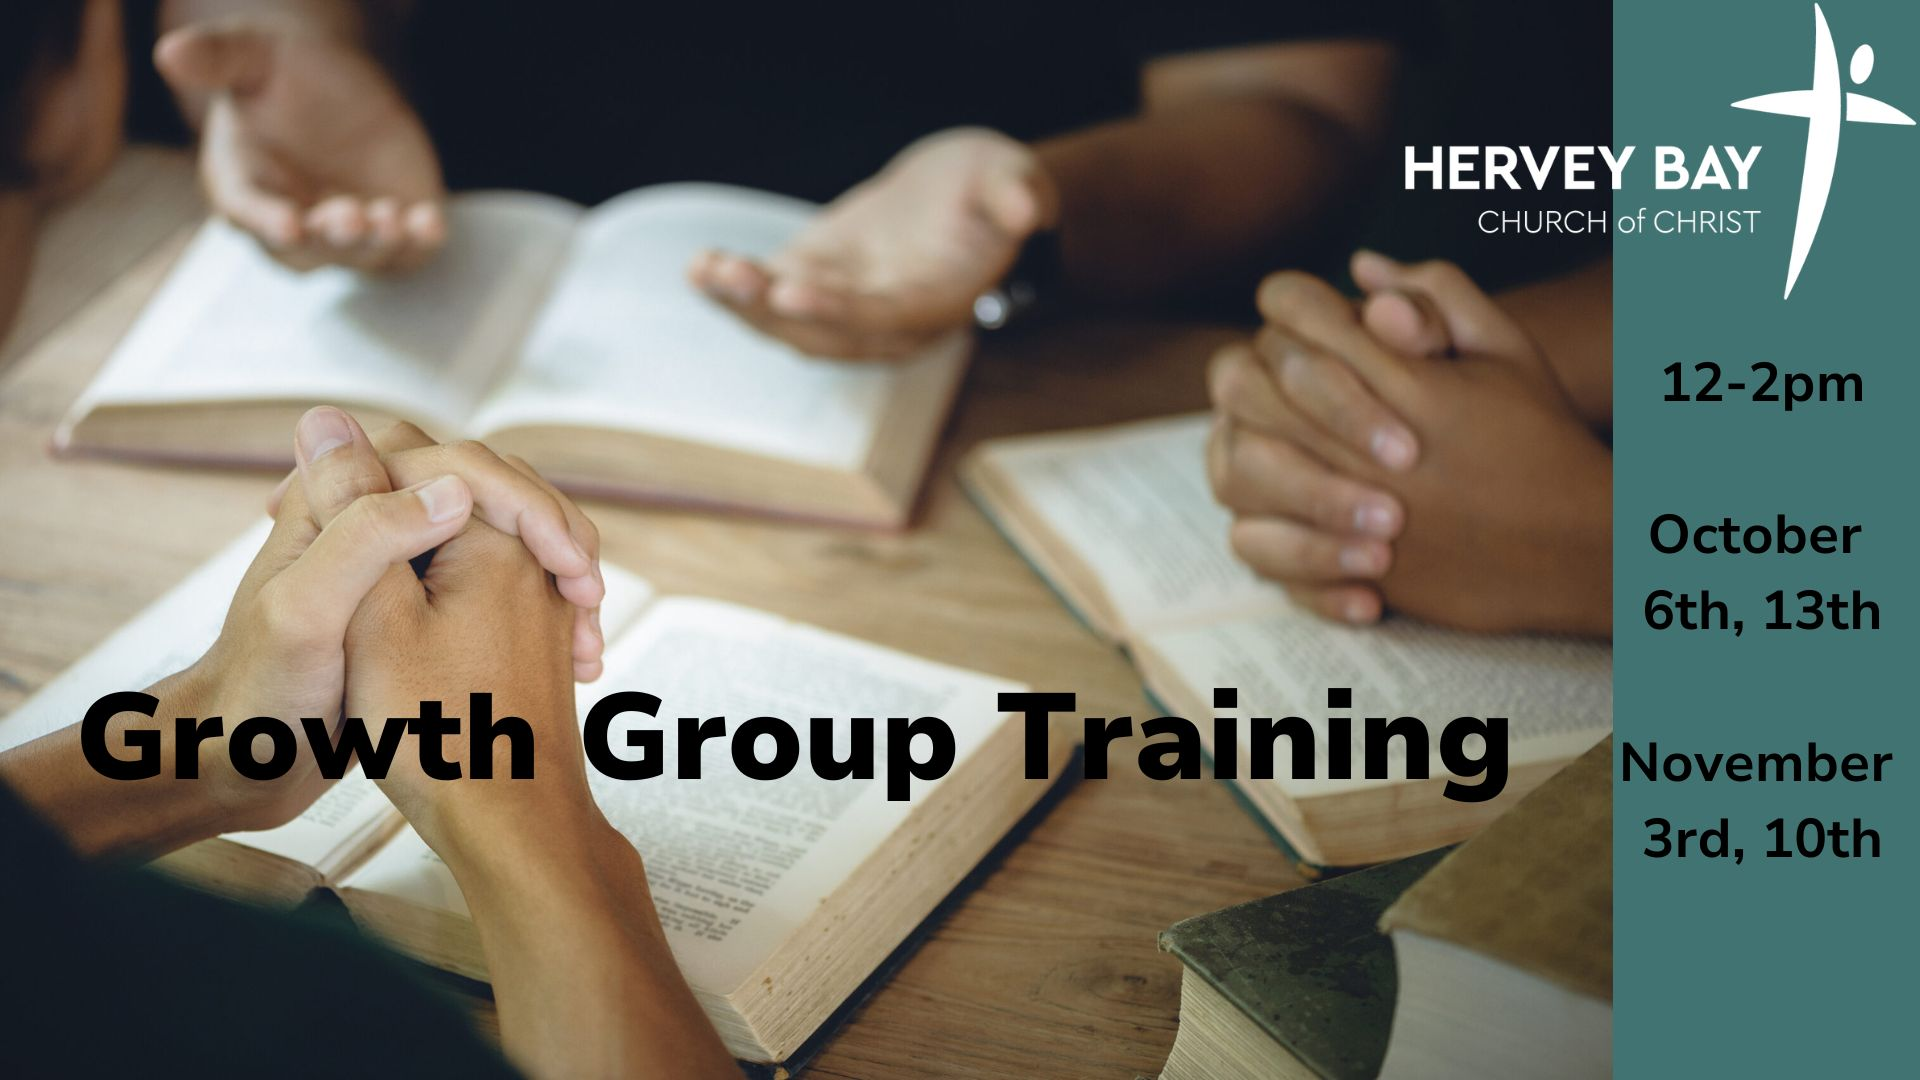 HERVEY BAY
CHURCH of CHRIST
12-2pm
October
6th, 13th
November
3rd, 10th
Growth Group Training